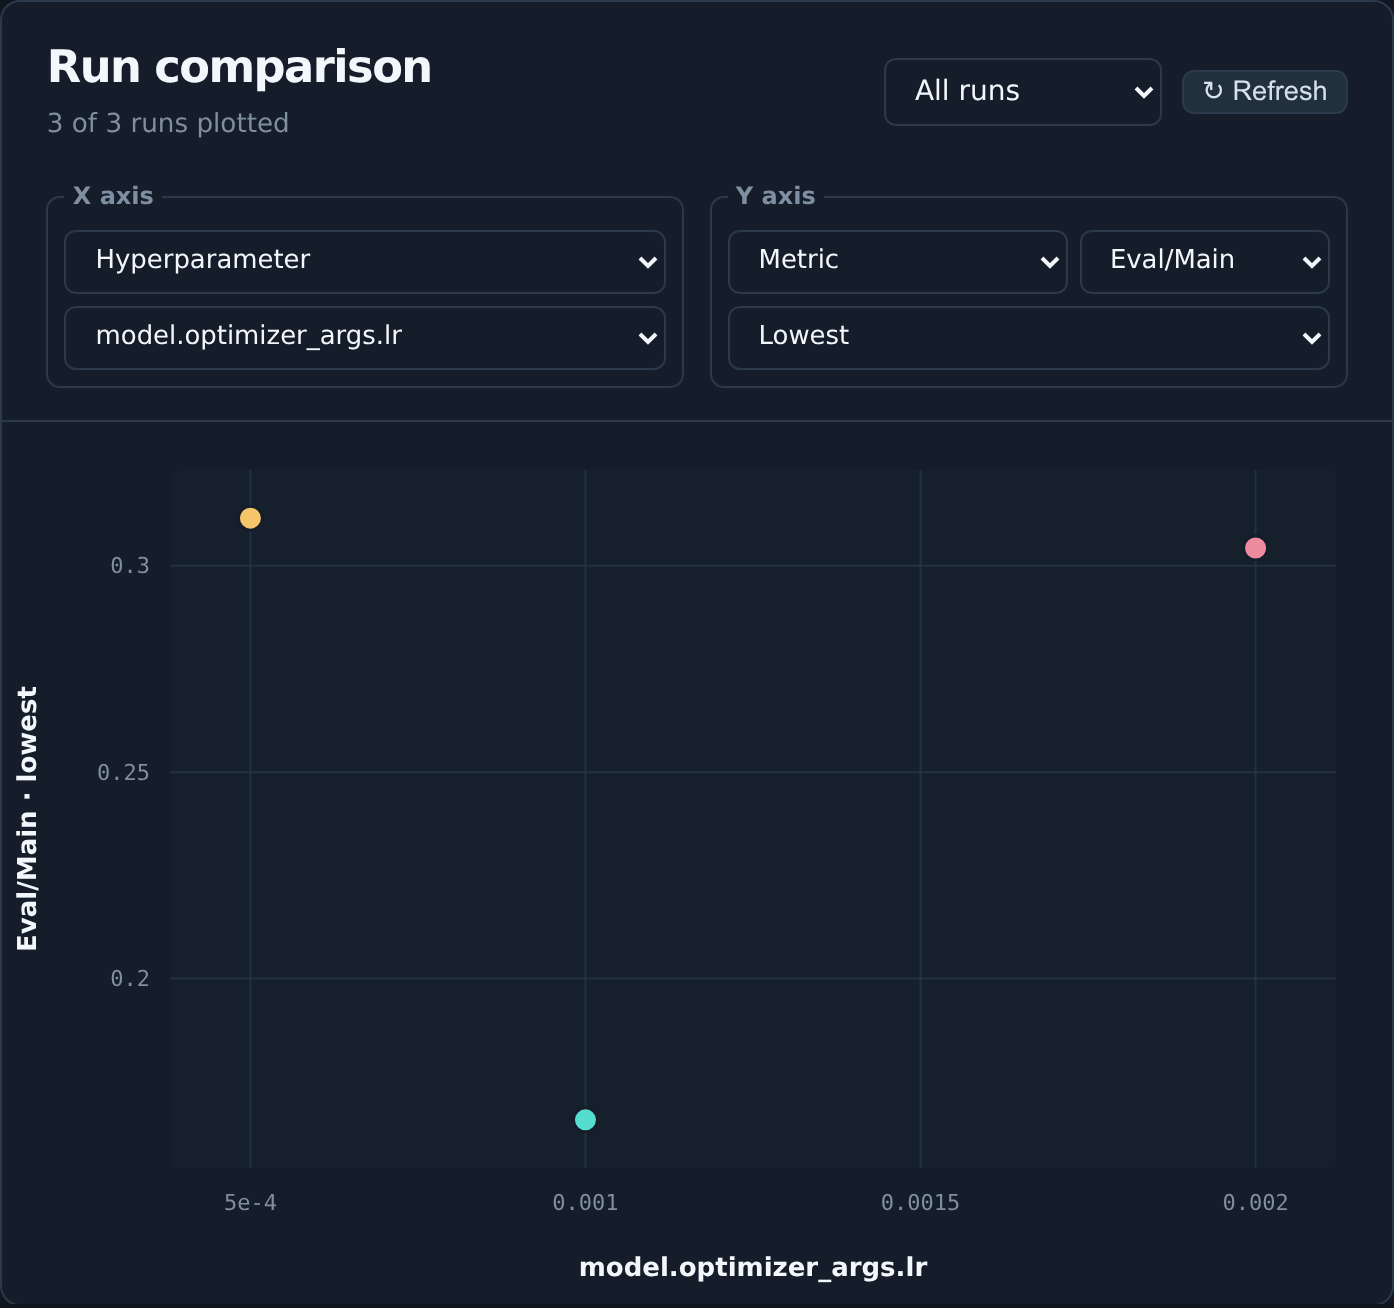 Run comparison
3 of 3 runs plotted
All runs
↻ Refresh
X axis
Hyperparameter
model.optimizer_args.lr
Y axis
Metric
Eval/Main
Lowest
Eval/Main · lowest
0.3
0.25
0.2
5e-4
0.001
0.0015
0.002
model.optimizer_args.lr